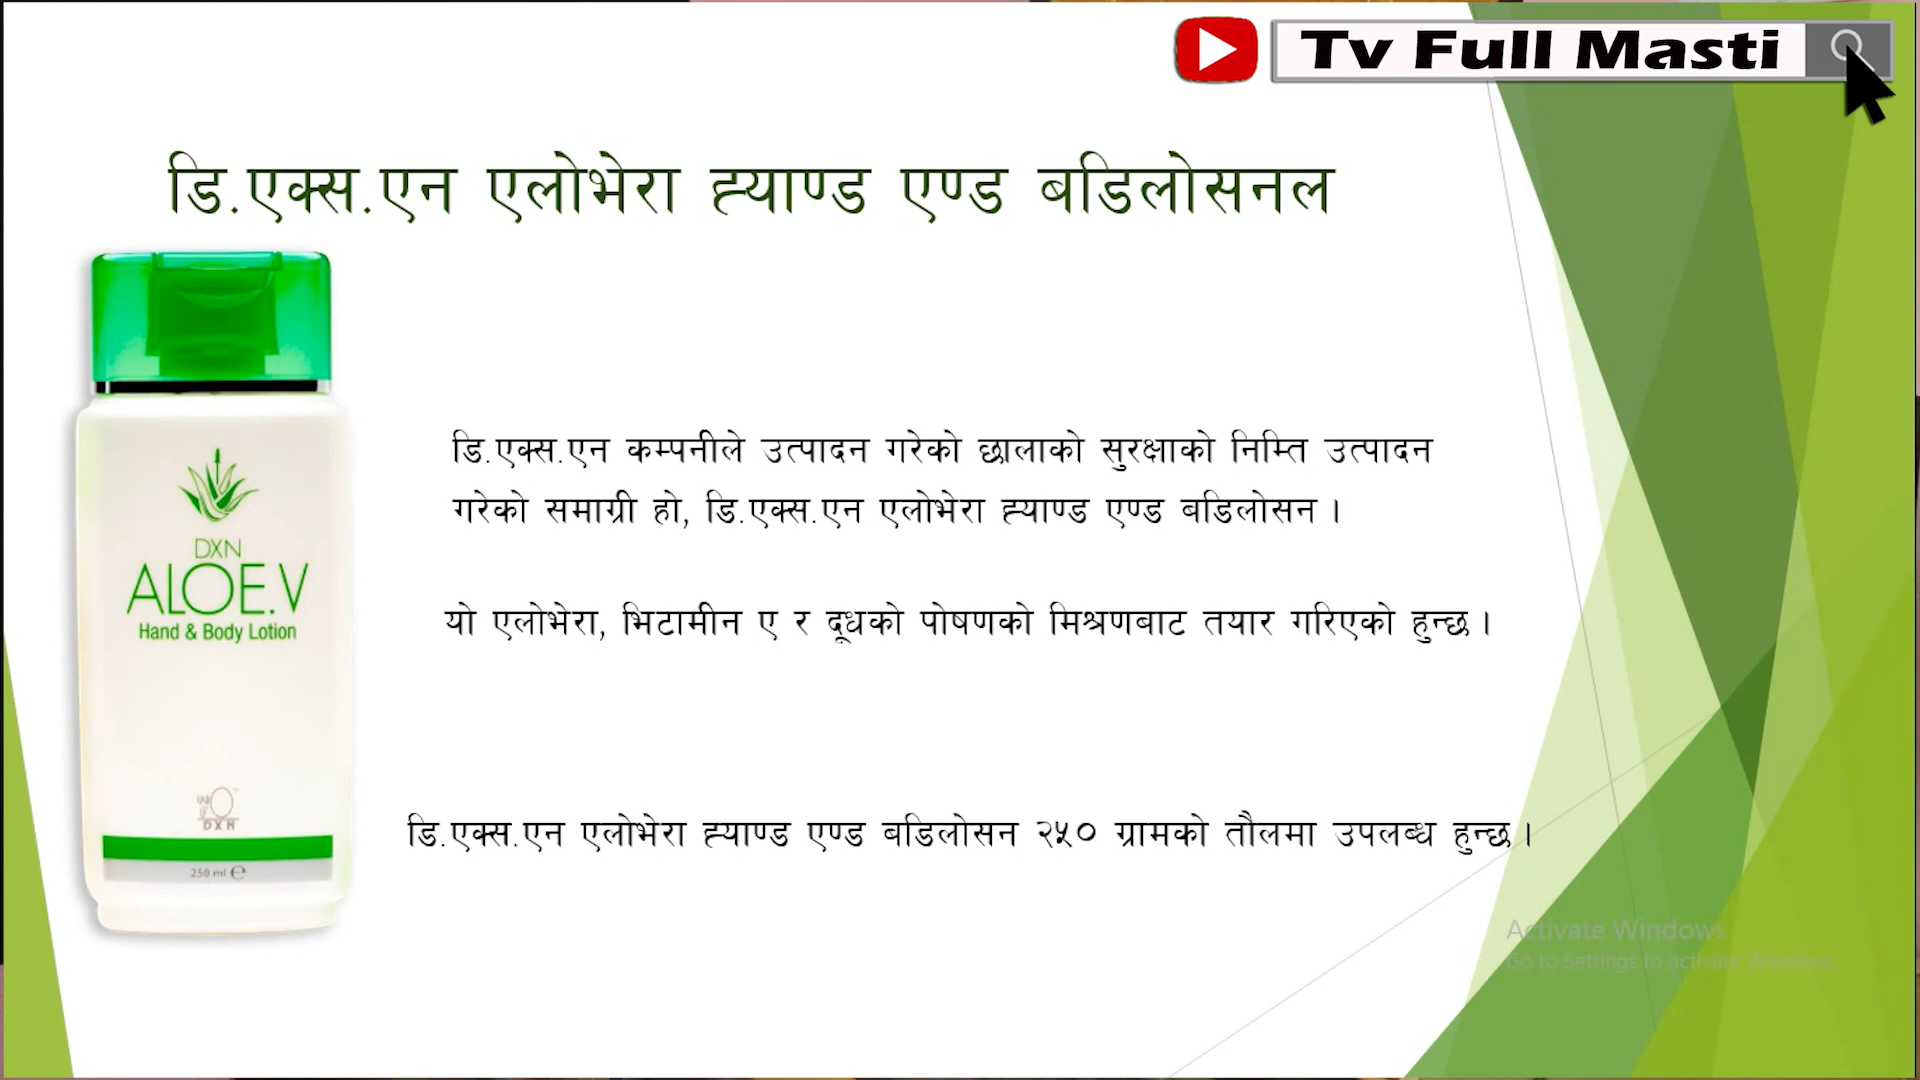 Tv Full Masti
डि.एक्स.एन एलोभेरा ह्याण्ड एण्ड बडिलोसनल
डि.एक्स.एन कम्पनीले उत्पादन गरेको छालाको सुरक्षाको निम्ति उत्पादन
गरेको समाग्री हो, डि.एक्स.एन एलोभेरा ह्याण्ड एण्ड बडिलोसन ।
DXN
ALOE.V
Hand & Body Lotion
यो एलोभेरा, भिटामीन ए र दूधको पोषणको मिश्रणबाट तयार गरिएको हुन्छ ।
DXN
डि.एक्स.एन एलोभेरा ह्याण्ड एण्ड बडिलोसन २५० ग्रामको तौलमा उपलब्ध हुन्छ ।
250 ml ℮
Activate Windows
Go to Settings to activate Windows.